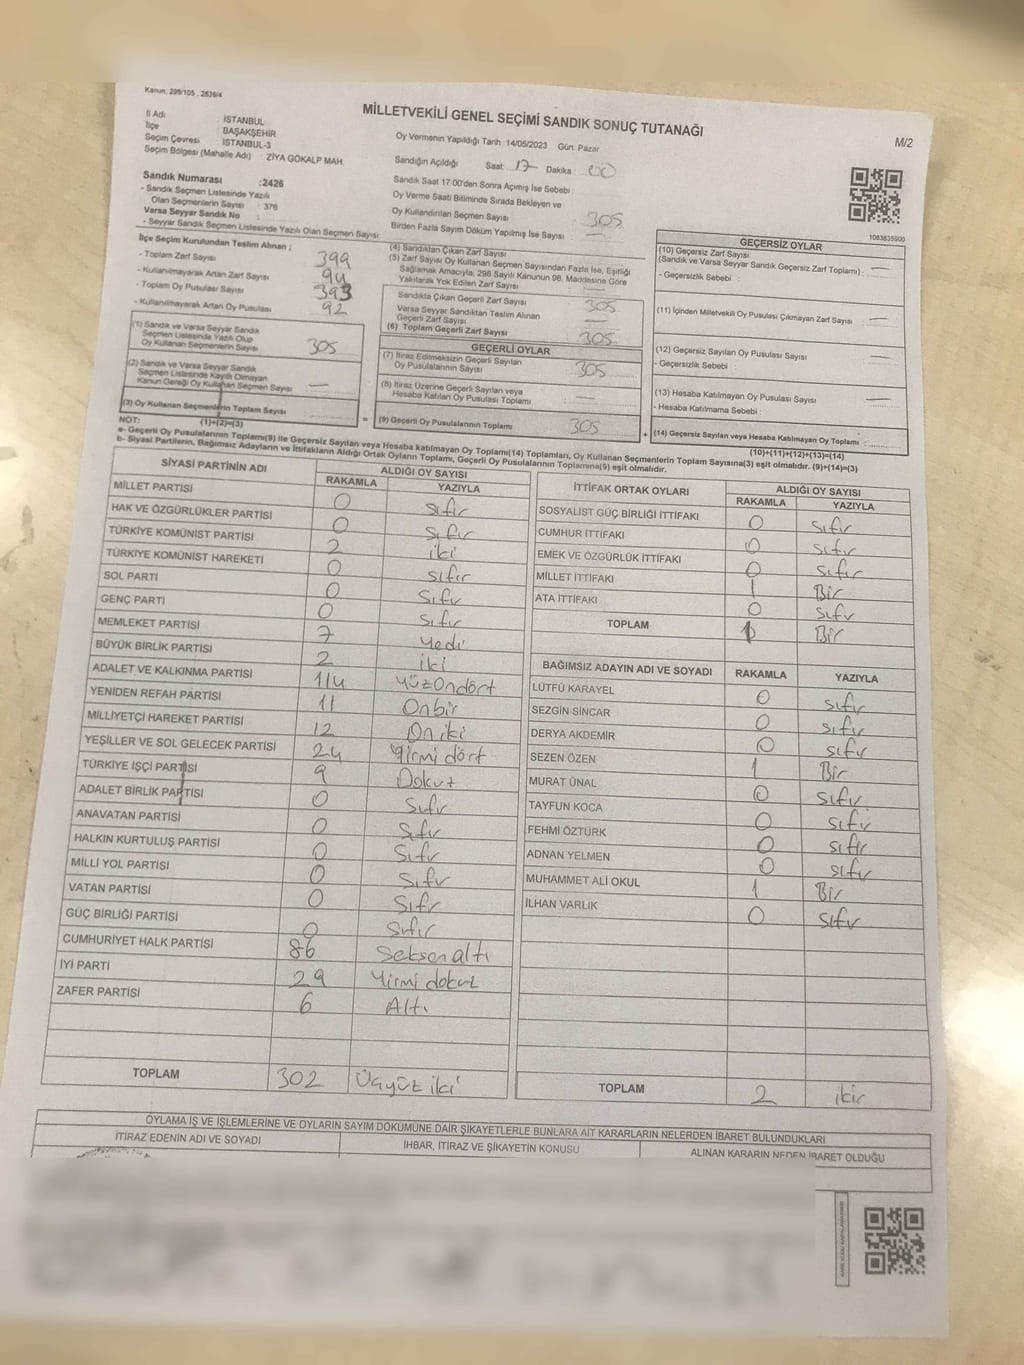 Kanun: 298/105 , 2839/4
MİLLETVEKİLİ GENEL SEÇİMİ SANDIK SONUÇ TUTANAĞI
M/2
İl Adı : İSTANBUL
İlçe : BAŞAKŞEHİR
Seçim Çevresi : İSTANBUL-3
Seçim Bölgesi (Mahalle Adı) : ZİYA GÖKALP MAH.
Oy Vermenin Yapıldığı Tarih :14/05/2023 Gün: Pazar
Sandığın Açıldığı Saat: 17 Dakika : 00
Sandık Saat 17.00'den Sonra Açımış İse Sebebi :
Oy Verme Saati Bitiminde Sırada Bekleyen ve
Oy Kullandırılan Seçmen Sayısı : 305
Birden Fazla Sayım Döküm Yapılmış İse Sayısı : —
Sandık Numarası :2426
- Sandık Seçmen Listesinde Yazılı
Olan Seçmenlerin Sayısı : 376
Varsa Seyyar Sandık No :
- Seyyar Sandık Seçmen Listesinde Yazılı Olan Seçmen Sayısı:
1083635900
İlçe Seçim Kurulundan Teslim Alınan ;
- Toplam Zarf Sayısı 399
- Kullanılmayarak Artan Zarf Sayısı 94
- Toplam Oy Pusulası Sayısı 393
- Kullanılmayarak Artan Oy Pusulası 92
(1) Sandık ve Varsa Seyyar Sandık
Seçmen Listesinde Yazılı Olup
Oy Kullanan Seçmenlerin Sayısı 305
(2) Sandık ve Varsa Seyyar Sandık
Seçmen Listesinde Kayıtlı Olmayan
Kanun Gereği Oy Kullanan Seçmen Sayısı —
(3) Oy Kullanan Seçmenlerin Toplam Sayısı
(1)+(2)=(3)
(4) Sandıktan Çıkan Zarf Sayısı
(5) Zarf Sayısı Oy Kullanan Seçmen Sayısından Fazla İse, Eşitliği
Sağlamak Amacıyla, 298 Sayılı Kanunun 98. Maddesine Göre
Yakılarak Yok Edilen Zarf Sayısı : —
Sandıkta Çıkan Geçerli Zarf Sayısı 305
Varsa Seyyar Sandıktan Teslim Alınan
Geçerli Zarf Sayısı —
(6) Toplam Geçerli Zarf Sayısı 305
GEÇERLİ OYLAR
(7) İtiraz Edilmeksizin Geçerli Sayılan
Oy Pusulalarının Sayısı 305
(8) İtiraz Üzerine Geçerli Sayılan veya
Hesaba Katılan Oy Pusulası Toplamı —
= (9) Geçerli Oy Pusulalarının Toplamı 305 +
GEÇERSİZ OYLAR
(10) Geçersiz Zarf Sayısı
(Sandık ve Varsa Seyyar Sandık Geçersiz Zarf Toplamı) : —
- Geçersizlik Sebebi :
(11) İçinden Milletvekili Oy Pusulası Çıkmayan Zarf Sayısı —
(12) Geçersiz Sayılan Oy Pusulası Sayısı —
- Geçersizlik Sebebi :
(13) Hesaba Katılmayan Oy Pusulası Sayısı —
- Hesaba Katılmama Sebebi :
(14) Geçersiz Sayılan veya Hesaba Katılmayan Oy Toplamı
(10)+(11)+(12)+(13)=(14)
NOT:
a- Geçerli Oy Pusulalarının Toplamı(9) ile Geçersiz Sayılan veya Hesaba katılmayan Oy Toplamı(14) Toplamları, Oy Kullanan Seçmenlerin Toplam Sayısına(3) eşit olmalıdır. (9)+(14)=(3)
b- Siyasi Partilerin, Bağımsız Adayların ve İttifakların Aldığı Ortak Oyların Toplamı, Geçerli Oy Pusulalarının Toplamına(9) eşit olmalıdır.
SİYASİ PARTİNİN ADI ALDIĞI OY SAYISI
RAKAMLA YAZIYLA
MİLLET PARTİSİ 0 Sıfır
HAK VE ÖZGÜRLÜKLER PARTİSİ 0 Sıfır
TÜRKİYE KOMÜNİST PARTİSİ 2 iki
TÜRKİYE KOMÜNİST HAREKETİ 0 Sıfır
SOL PARTİ 0 Sıfır
GENÇ PARTİ 0 Sıfır
MEMLEKET PARTİSİ 7 Yedi
BÜYÜK BİRLİK PARTİSİ 2 iki
ADALET VE KALKINMA PARTİSİ 114 Yüzondört
YENİDEN REFAH PARTİSİ 11 Onbir
MİLLİYETÇİ HAREKET PARTİSİ 12 Oniki
YEŞİLLER VE SOL GELECEK PARTİSİ 24 Yirmi dört
TÜRKİYE İŞÇİ PARTİSİ 9 Dokuz
ADALET BİRLİK PARTİSİ 0 Sıfır
ANAVATAN PARTİSİ 0 Sıfır
HALKIN KURTULUŞ PARTİSİ 0 Sıfır
MİLLİ YOL PARTİSİ 0 Sıfır
VATAN PARTİSİ 0 Sıfır
GÜÇ BİRLİĞİ PARTİSİ 0 Sıfır
CUMHURİYET HALK PARTİSİ 86 Seksenaltı
İYİ PARTİ 29 Yirmi dokuz
ZAFER PARTİSİ 6 Altı
TOPLAM 302 Üçyüz iki
İTTİFAK ORTAK OYLARI ALDIĞI OY SAYISI
RAKAMLA YAZIYLA
SOSYALİST GÜÇ BİRLİĞİ İTTİFAKI 0 Sıfır
CUMHUR İTTİFAKI 0 Sıfır
EMEK VE ÖZGÜRLÜK İTTİFAKI 0 Sıfır
MİLLET İTTİFAKI 1 Bir
ATA İTTİFAKI 0 Sıfır
TOPLAM 1 Bir
BAĞIMSIZ ADAYIN ADI VE SOYADI RAKAMLA YAZIYLA
LÜTFÜ KARAYEL 0 Sıfır
SEZGİN SİNCAR 0 Sıfır
DERYA AKDEMİR 0 Sıfır
SEZEN ÖZEN 1 Bir
MURAT ÜNAL 0 Sıfır
TAYFUN KOCA 0 Sıfır
FEHMİ ÖZTÜRK 0 Sıfır
ADNAN YELMEN 0 Sıfır
MUHAMMET ALİ OKUL 1 Bir
İLHAN VARLIK 0 Sıfır
TOPLAM 2
OYLAMA İŞ VE İŞLEMLERİNE VE OYLARIN SAYIM DÖKÜMÜNE DAİR ŞİKAYETLERLE BUNLARA AİT KARARLARIN NELERDEN İBARET BULUNDUKLARI
İTİRAZ EDENİN ADI VE SOYADI İHBAR, İTİRAZ VE ŞİKAYETİN KONUSU ALINAN KARARIN NEDEN İBARET OLDUĞU